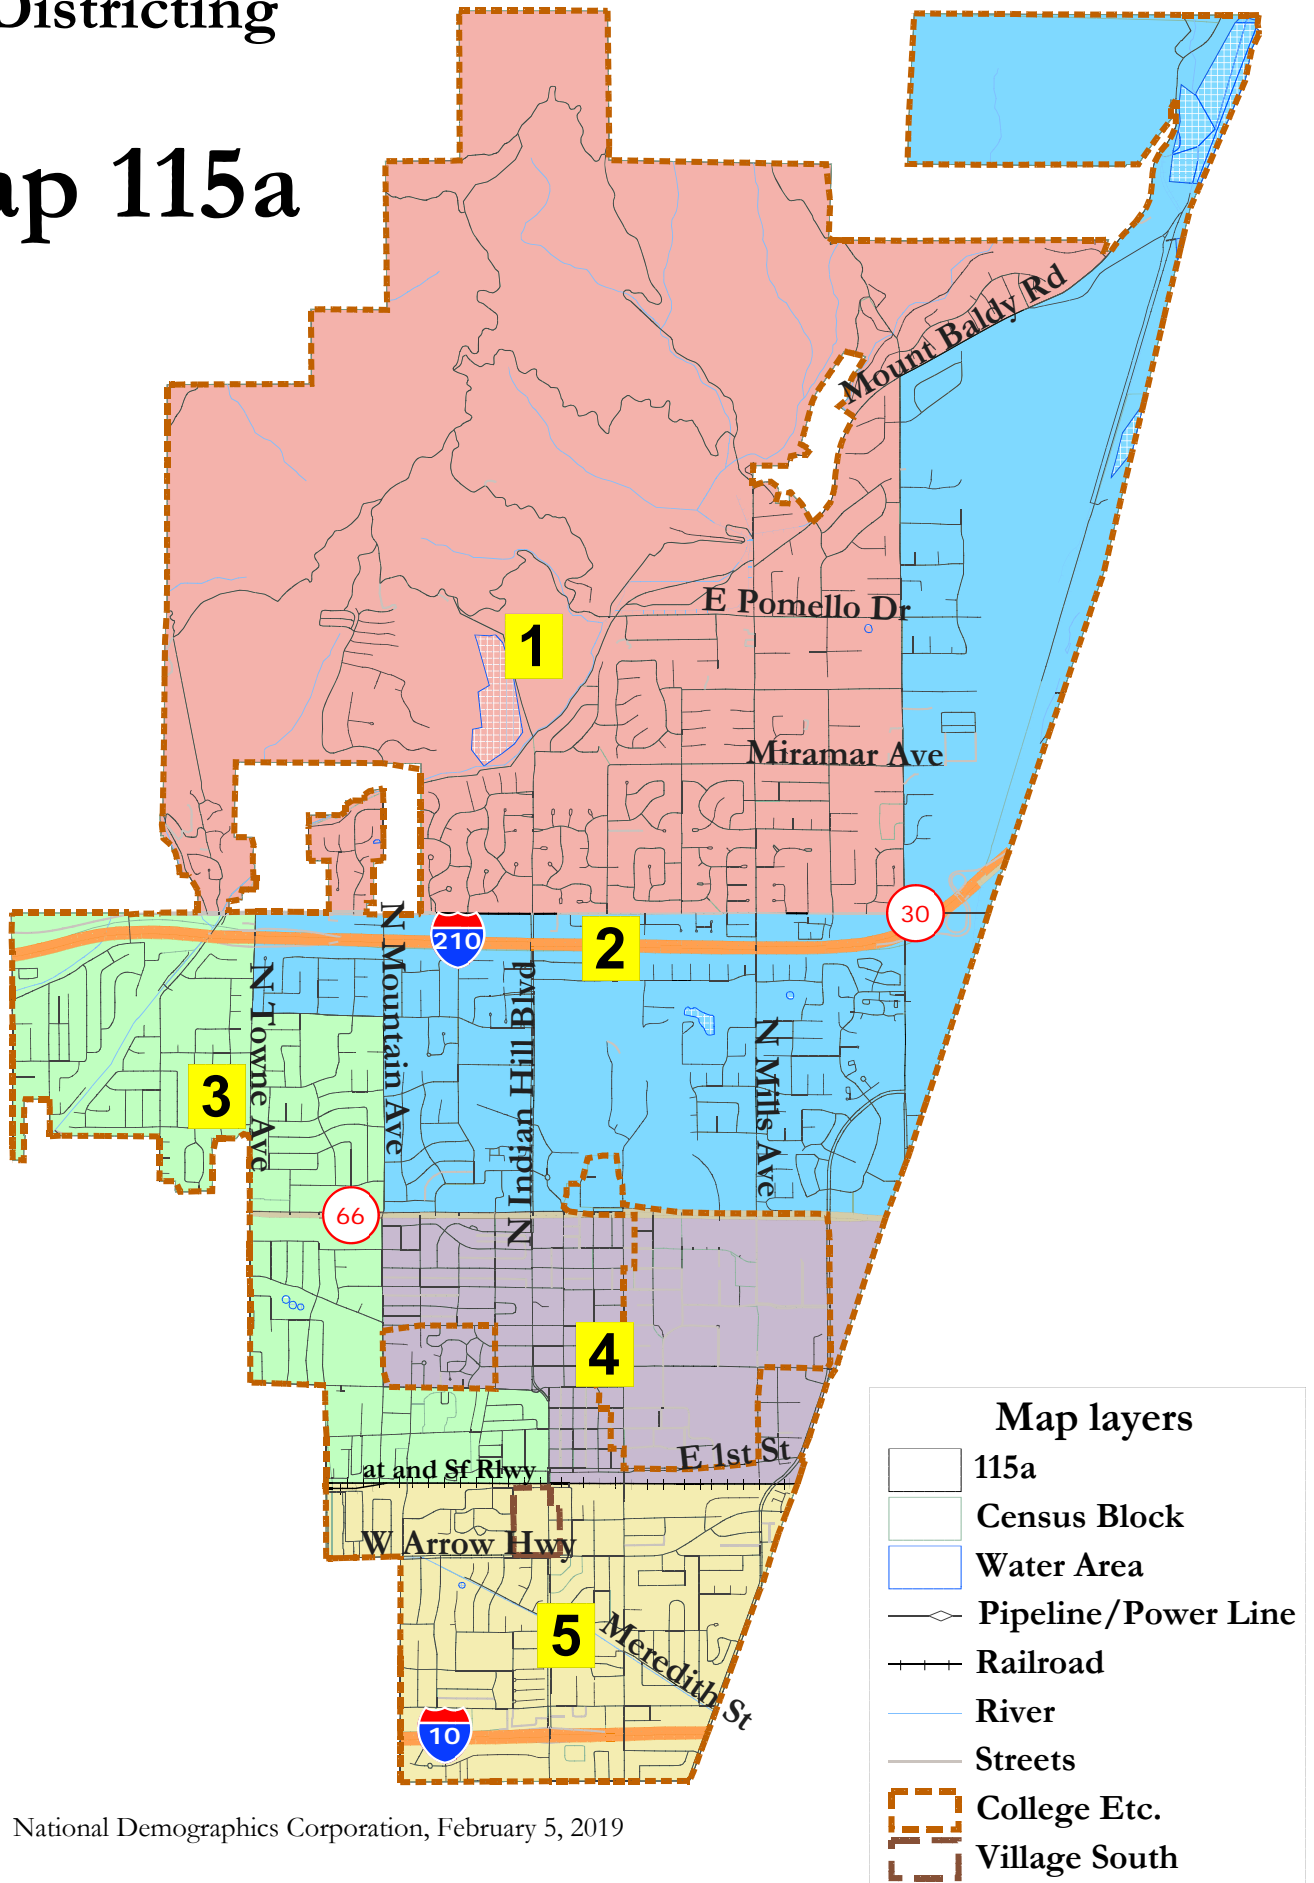 Districting
ap 115a
Mount Baldy Rd
E Pomello Dr
1
Miramar Ave
30
210
2
N Mountain Ave
N Towne Ave
N Indian Hill Blvd
N Mills Ave
3
66
4
E 1st St
at and Sf Rlwy
W Arrow Hwy
5
Meredith St
10
Map layers
115a
Census Block
Water Area
Pipeline/Power Line
Railroad
River
Streets
College Etc.
Village South
National Demographics Corporation, February 5, 2019